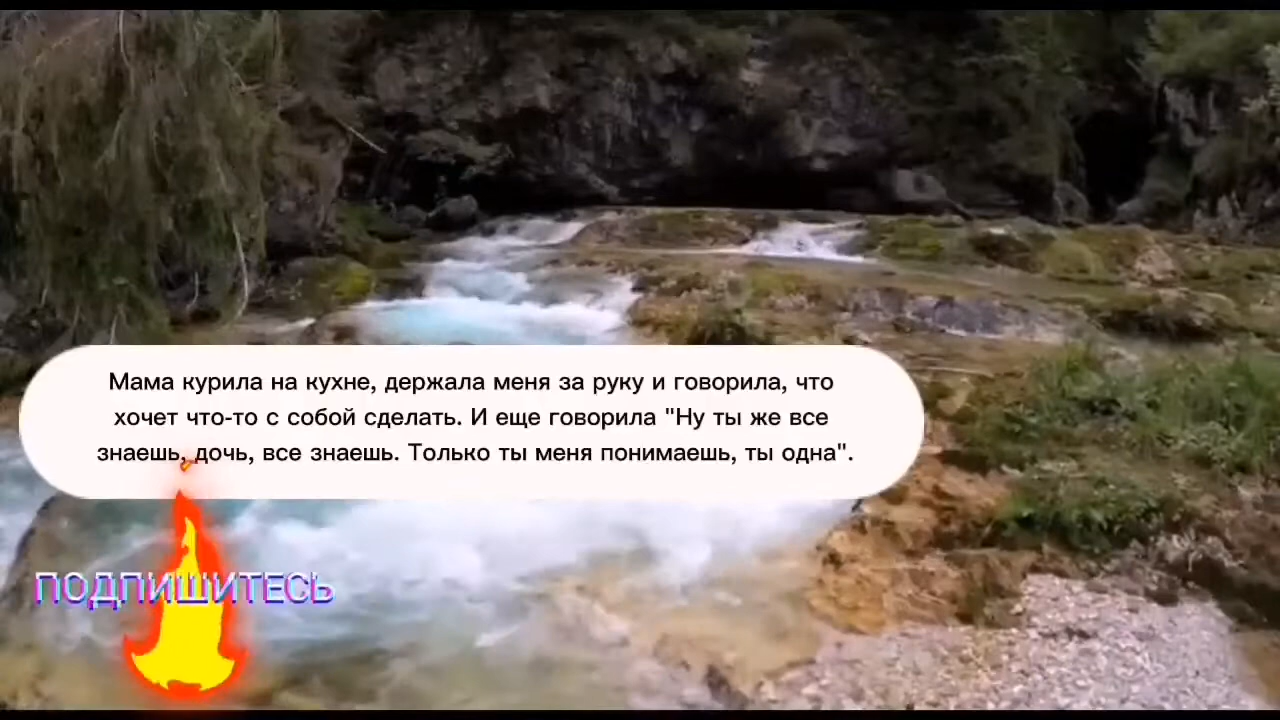 Мама курила на кухне, держала меня за руку и говорила, что
хочет что-то с собой сделать. И еще говорила "Ну ты же все
знаешь, дочь, все знаешь. Только ты меня понимаешь, ты одна".
ПОДПИШИТЕСЬ